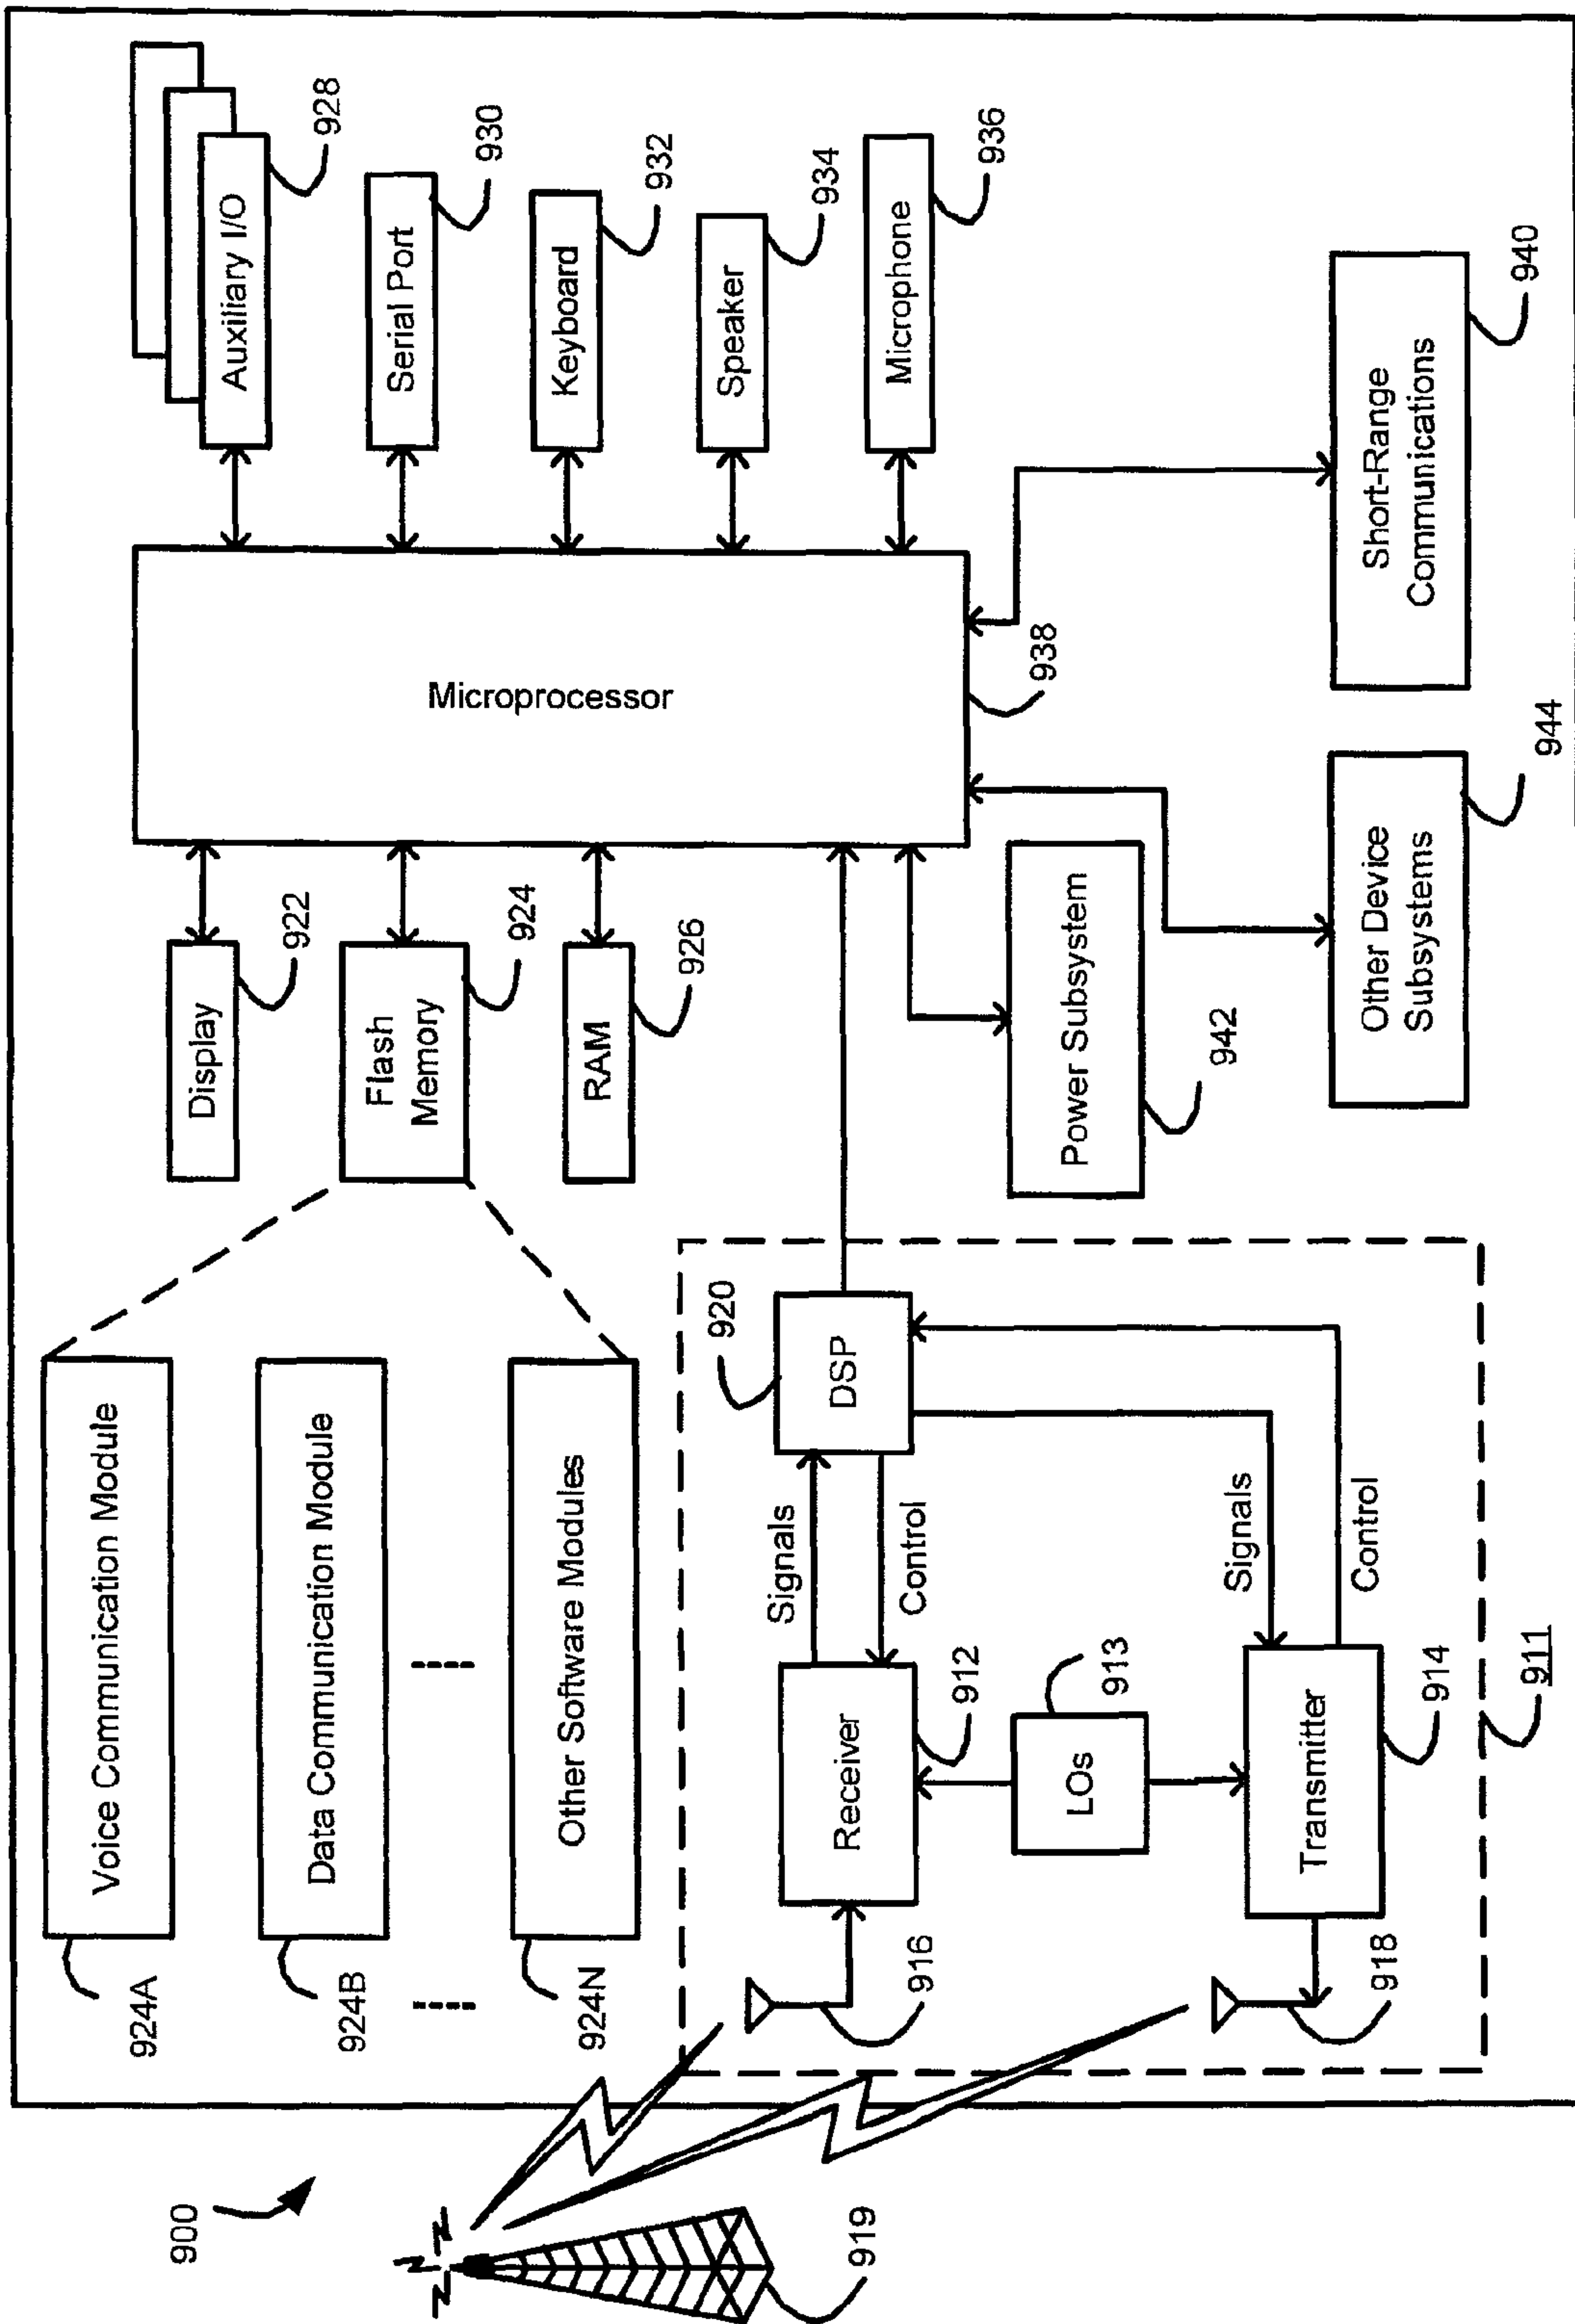 900
919
924A
Voice Communication Module
924B
Data Communication Module
924N
Other Software Modules
Display
922
Flash
Memory
924
RAM
926
Microprocessor
938
Auxiliary I/O
928
Serial Port
930
Keyboard
932
Speaker
934
Microphone
936
Short-Range
Communications
940
Other Device
Subsystems
944
Power Subsystem
942
DSP
920
Signals
Control
Receiver
912
LOs
913
Signals
Control
Transmitter
914
916
918
911